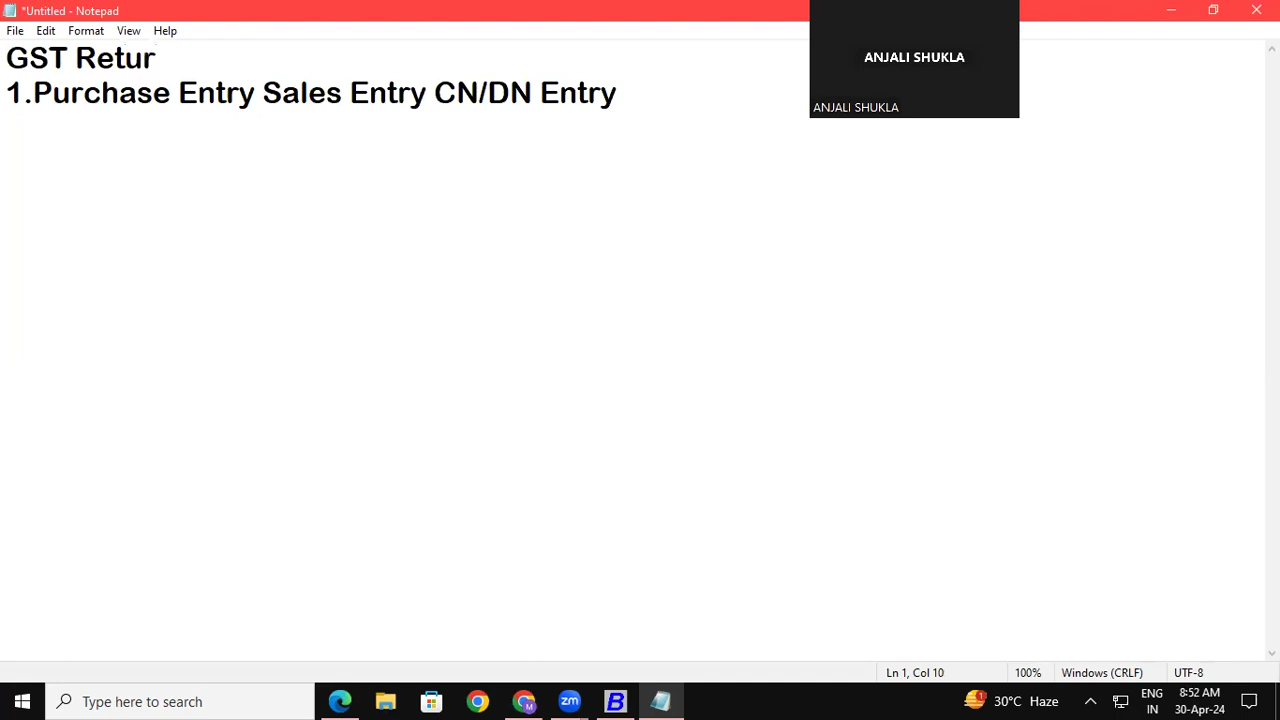 *Untitled - Notepad
File Edit Format View Help
GST Retur
1.Purchase Entry Sales Entry CN/DN Entry
ANJALI SHUKLA
ANJALI SHUKLA
Ln 1, Col 10 100% Windows (CRLF) UTF-8
Type here to search
zm
M
B
1
30°C Haze
ENG
IN
8:52 AM
30-Apr-24